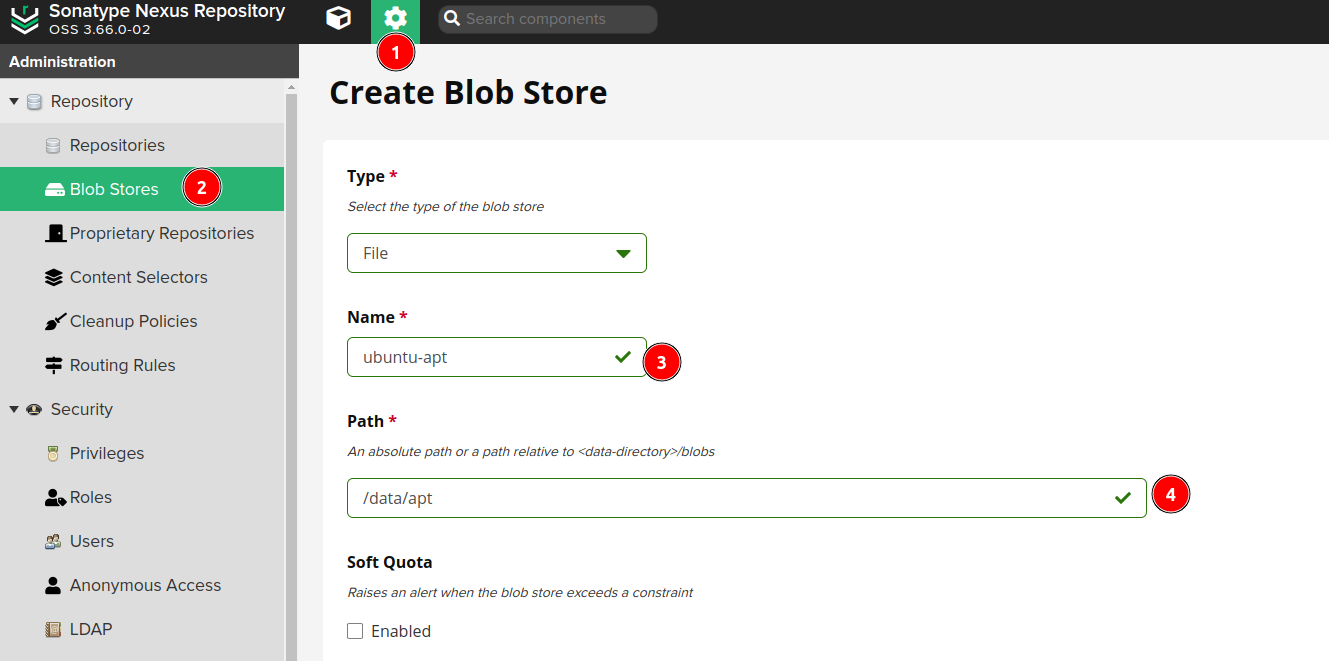 Sonatype Nexus Repository
OSS 3.66.0-02
Search components
1
Administration
Repository
Repositories
Blob Stores
2
Proprietary Repositories
Content Selectors
Cleanup Policies
Routing Rules
Security
Privileges
Roles
Users
Anonymous Access
LDAP
Create Blob Store
Type *
Select the type of the blob store
File
Name *
ubuntu-apt
3
Path *
An absolute path or a path relative to <data-directory>/blobs
/data/apt
4
Soft Quota
Raises an alert when the blob store exceeds a constraint
Enabled